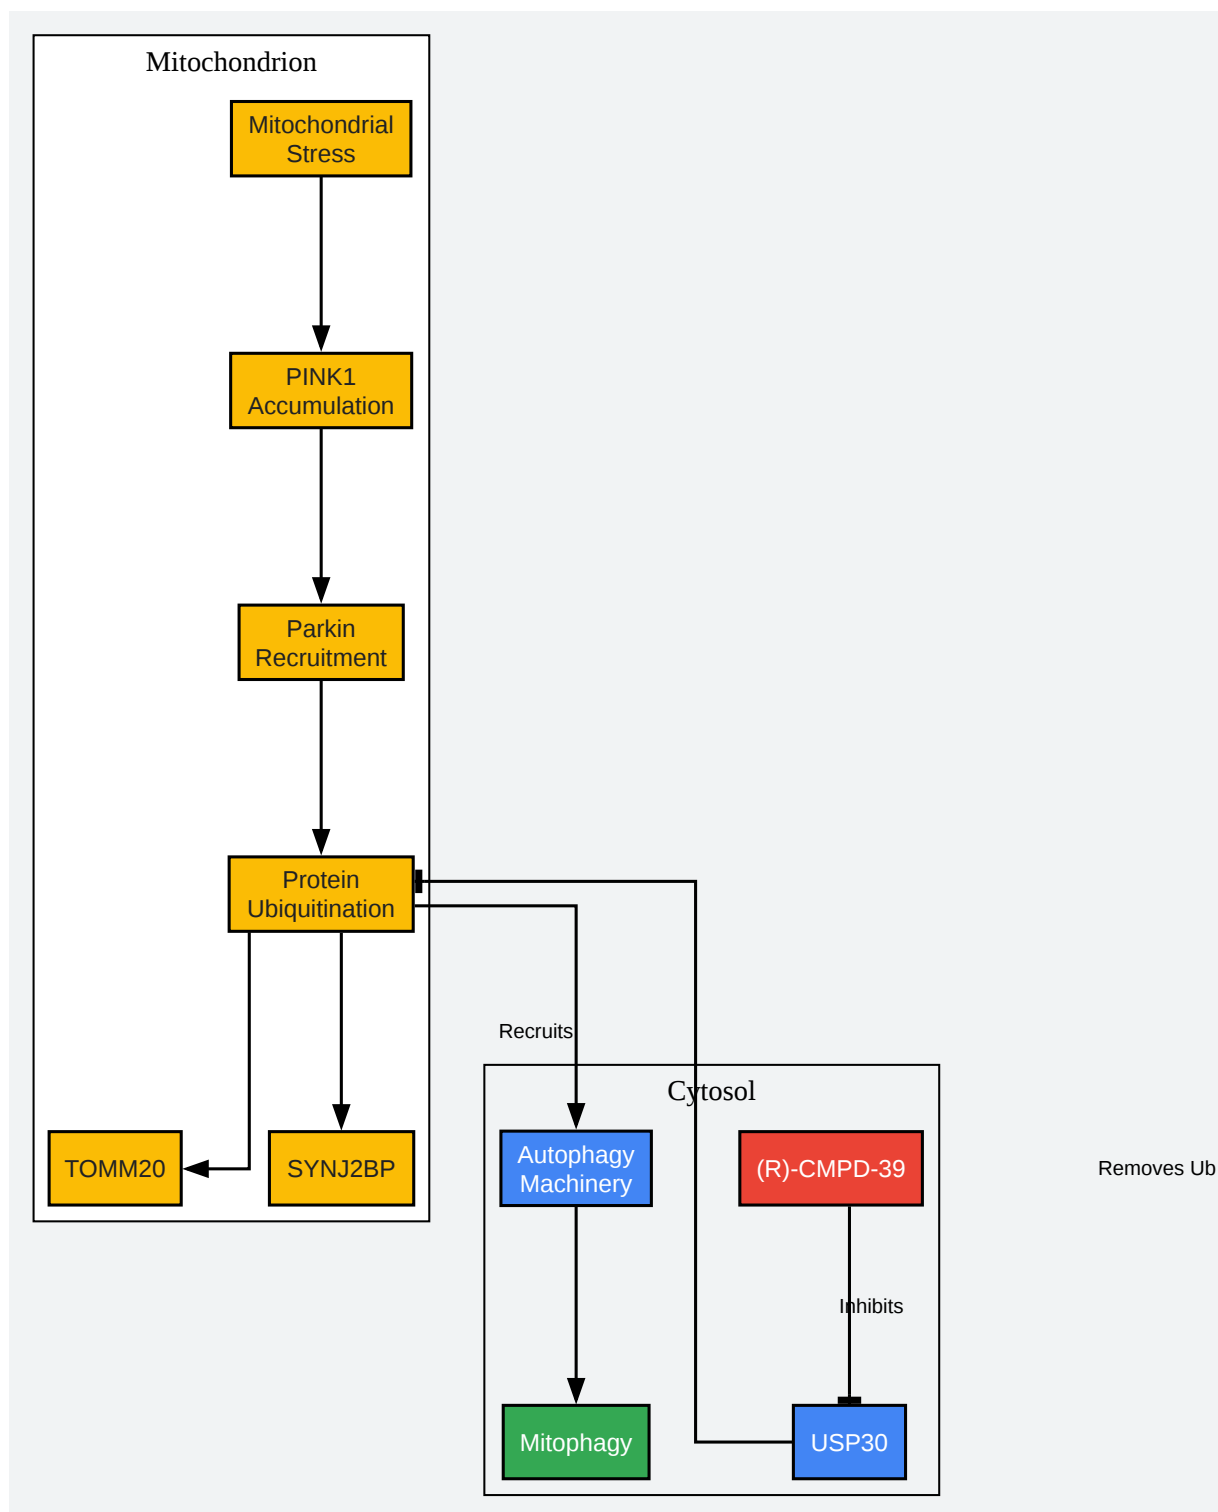 Mitochondrion
Mitochondrial
Stress
PINK1
Accumulation
Parkin
Recruitment
Protein
Ubiquitination
Recruits
Cytosol
TOMM20
SYNJ2BP
Autophagy
Machinery
(R)-CMPD-39
Removes Ub
Inhibits
Mitophagy
USP30